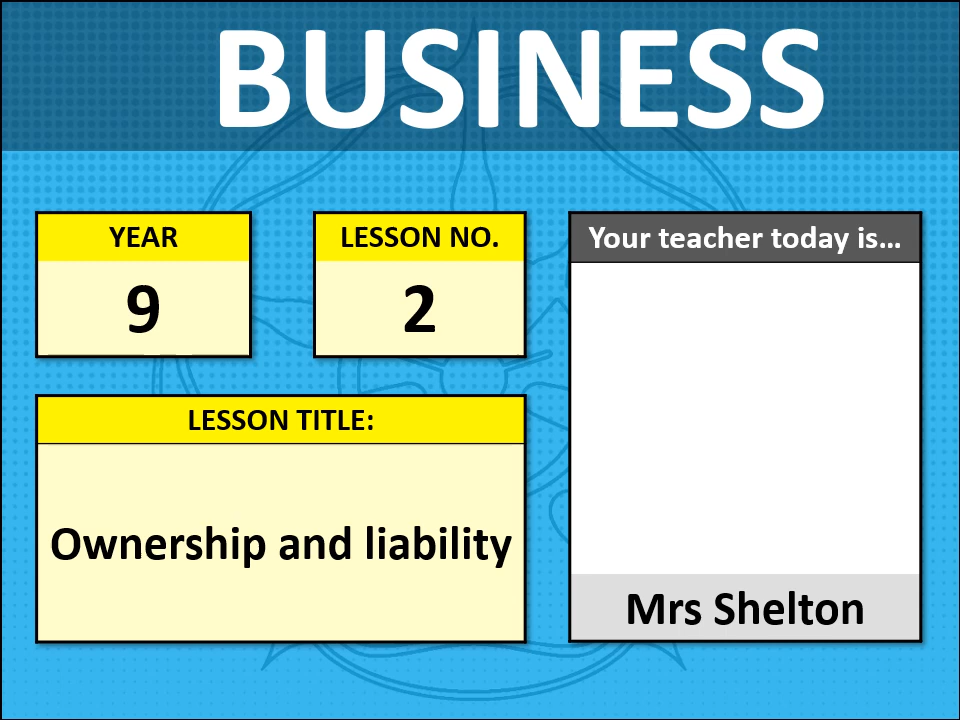 BUSINESS
YEAR
9
LESSON NO.
2
Your teacher today is...
LESSON TITLE:
Ownership and liability
Mrs Shelton